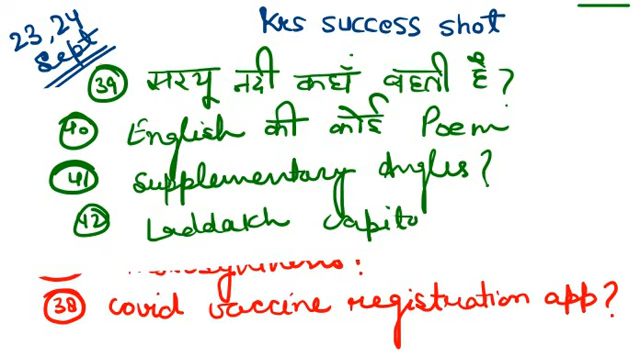 23,24 Sept
Kvs success shot
39 सरयू नदी कहाँ बहती है?
40 English की कोई Poem
41 Supplementary Angles?
42 Laddakh Capito
38 Covid vaccine registration app?